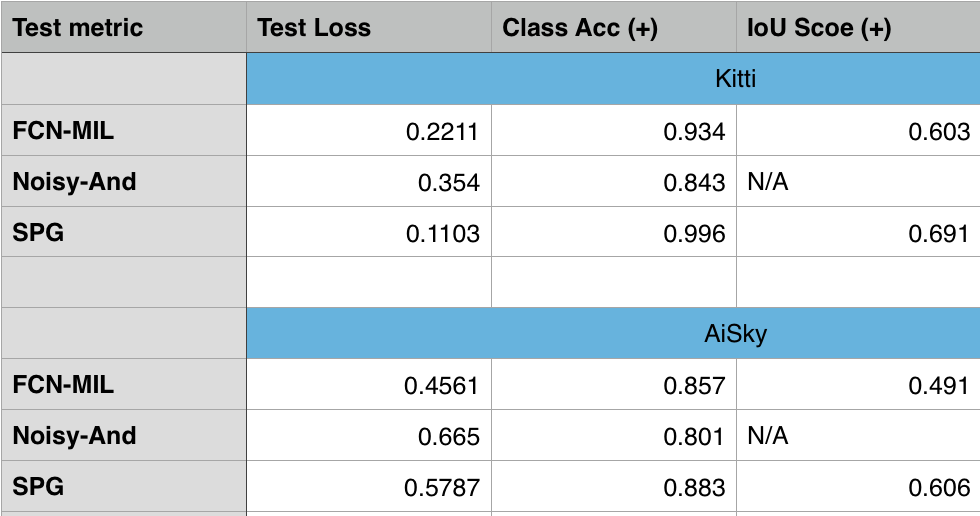 Test metric Test Loss Class Acc (+) IoU Scoe (+)
Kitti
FCN-MIL 0.2211 0.934 0.603
Noisy-And 0.354 0.843 N/A
SPG 0.1103 0.996 0.691
AiSky
FCN-MIL 0.4561 0.857 0.491
Noisy-And 0.665 0.801 N/A
SPG 0.5787 0.883 0.606